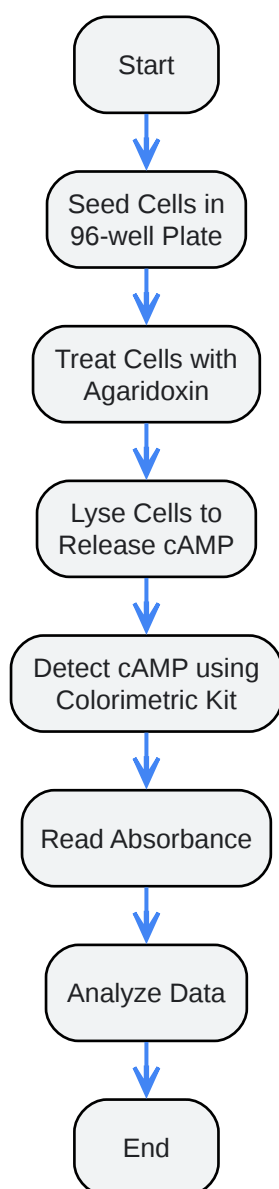 Start
Seed Cells in
96-well Plate
Treat Cells with
Agaridoxin
Lyse Cells to
Release cAMP
Detect cAMP using
Colorimetric Kit
Read Absorbance
Analyze Data
End